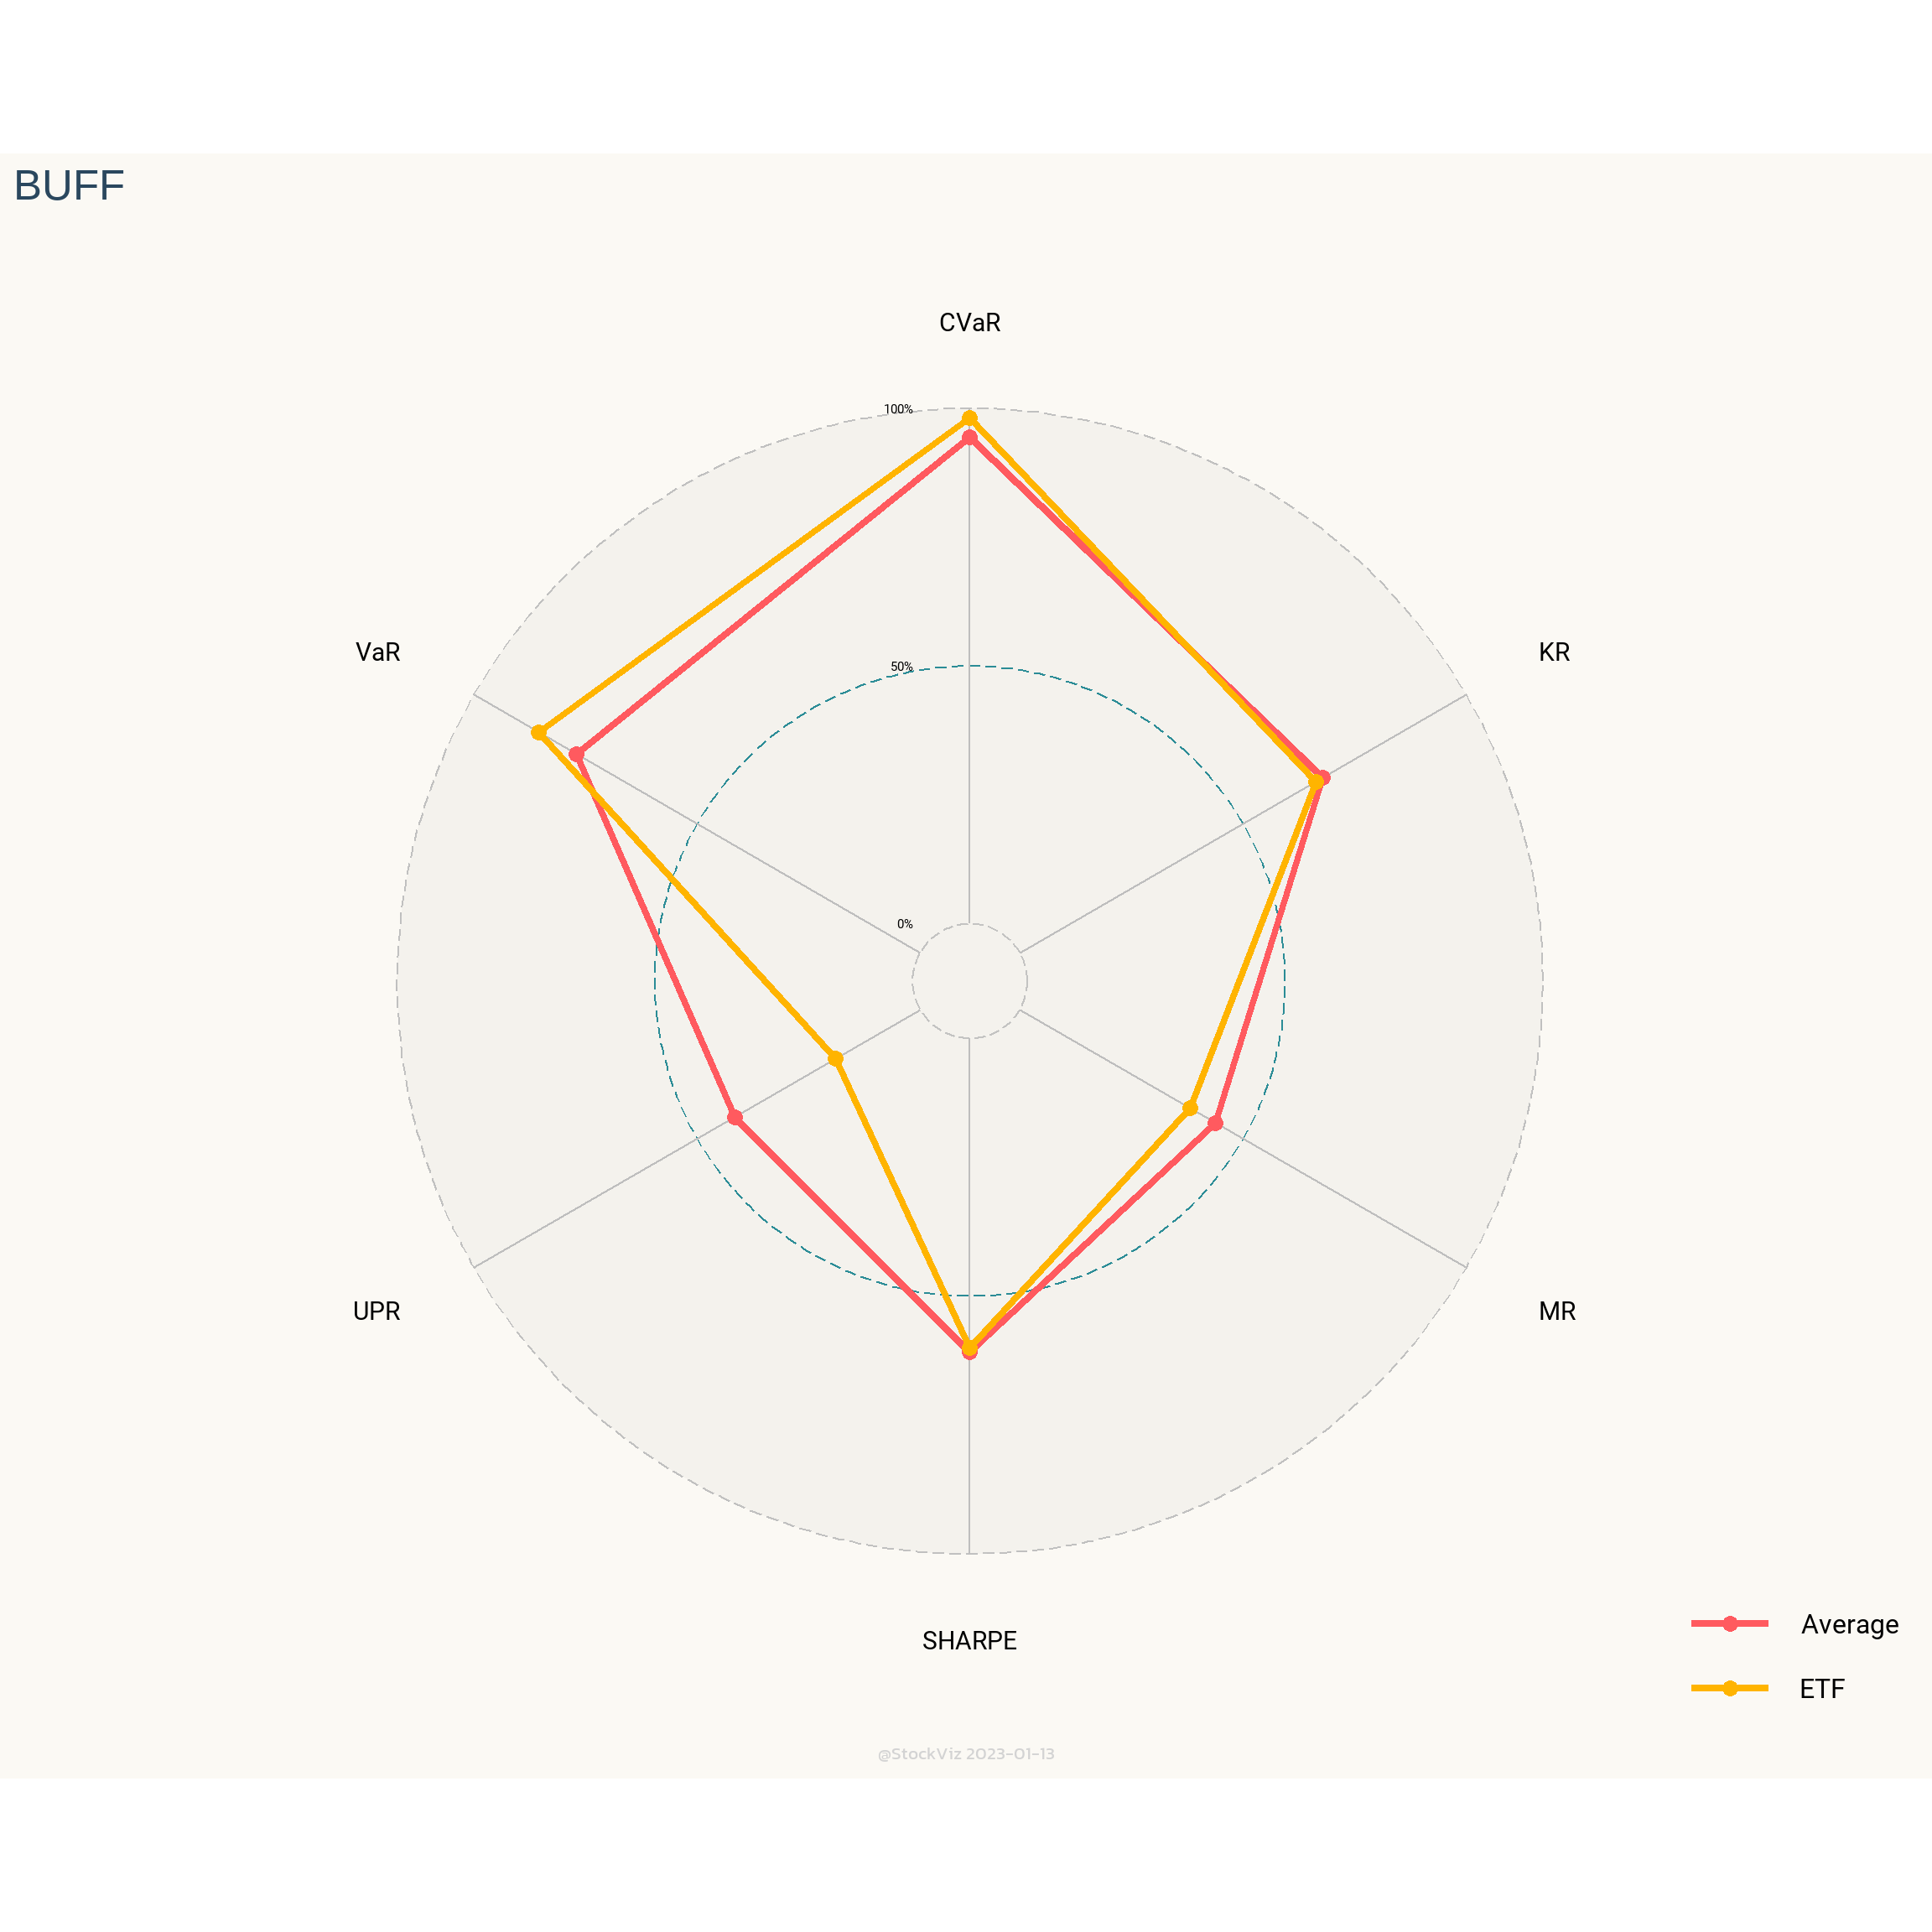 BUFF
CVaR
100%
VaR
KR
50%
0%
UPR
MR
SHARPE
Average
ETF
@StockViz 2023-01-13